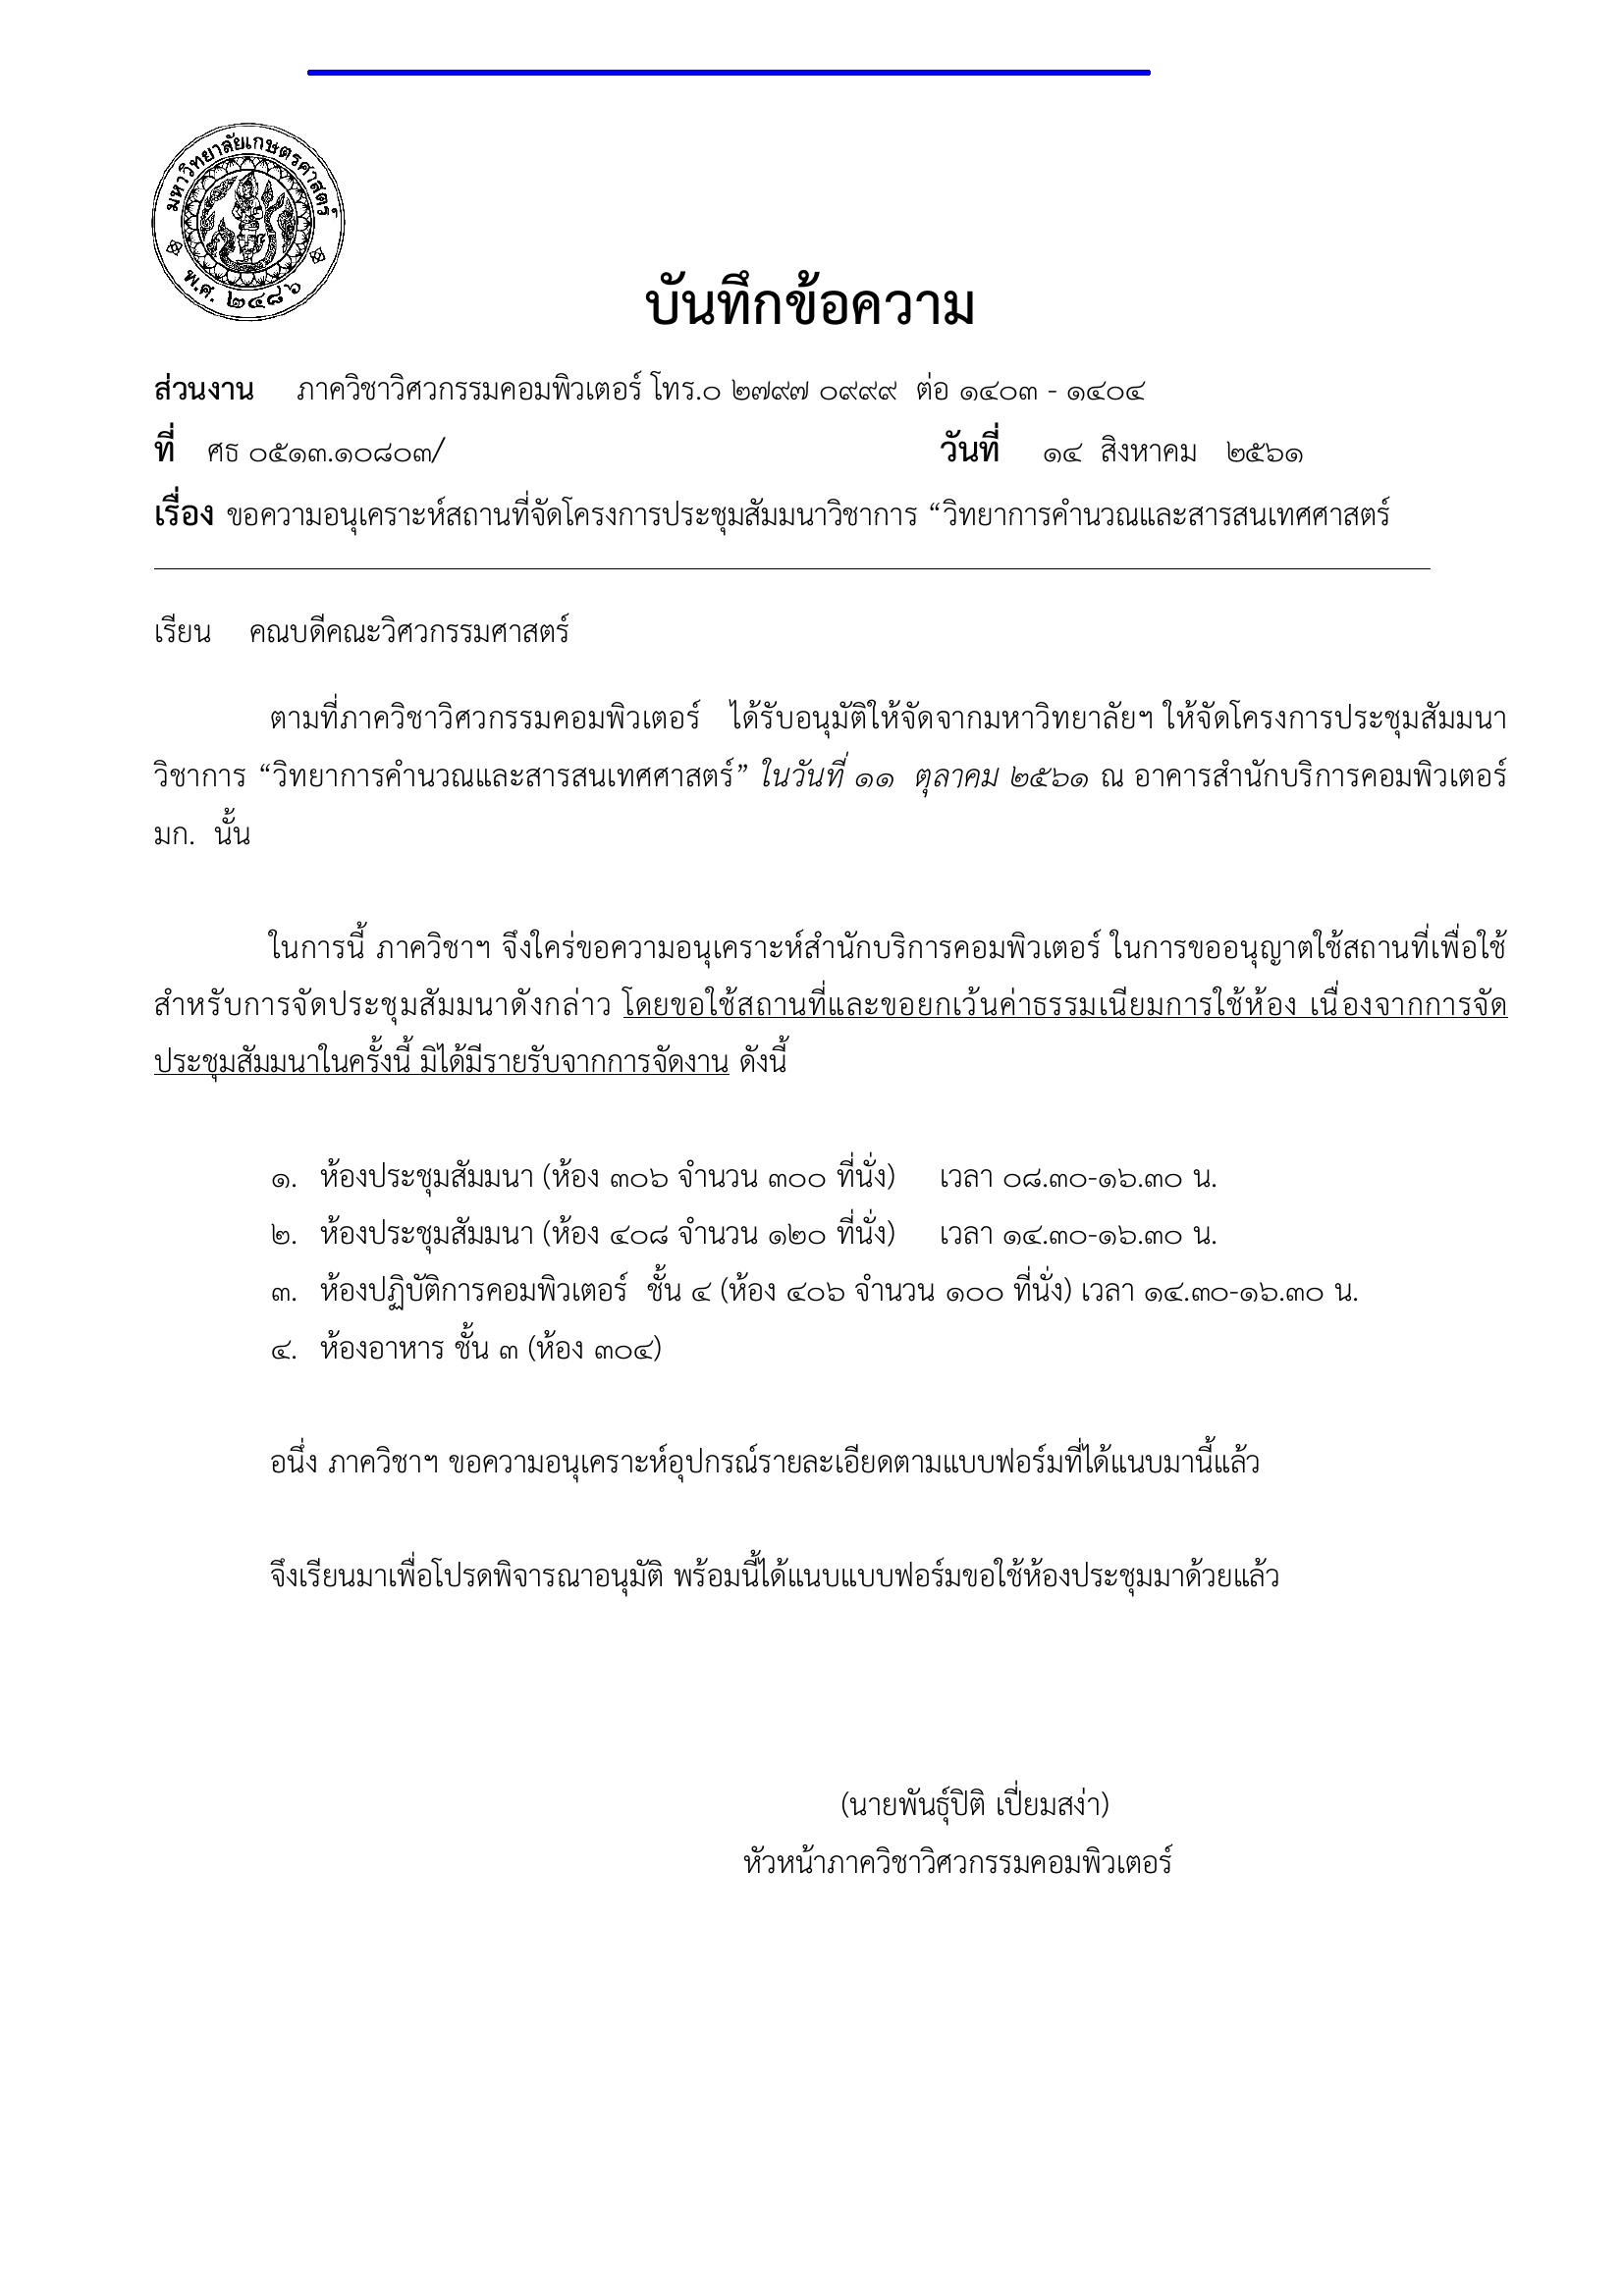 มหาวิทยาลัยเกษตรศาสตร์
พ.ศ. ๒๔๘๖
บันทึกข้อความ
ส่วนงาน ภาควิชาวิศวกรรมคอมพิวเตอร์ โทร.๐ ๒๗๙๗ ๐๙๙๙ ต่อ ๑๔๐๓ - ๑๔๐๔
ที่ ศธ ๐๕๑๓.๑๐๘๐๓/ วันที่ ๑๔ สิงหาคม ๒๕๖๑
เรื่อง ขอความอนุเคราะห์สถานที่จัดโครงการประชุมสัมมนาวิชาการ “วิทยาการคำนวณและสารสนเทศศาสตร์
เรียน คณบดีคณะวิศวกรรมศาสตร์
ตามที่ภาควิชาวิศวกรรมคอมพิวเตอร์ ได้รับอนุมัติให้จัดจากมหาวิทยาลัยฯ ให้จัดโครงการประชุมสัมมนา
วิชาการ “วิทยาการคำนวณและสารสนเทศศาสตร์” ในวันที่ ๑๑ ตุลาคม ๒๕๖๑ ณ อาคารสำนักบริการคอมพิวเตอร์
มก. นั้น
ในการนี้ ภาควิชาฯ จึงใคร่ขอความอนุเคราะห์สำนักบริการคอมพิวเตอร์ ในการขออนุญาตใช้สถานที่เพื่อใช้
สำหรับการจัดประชุมสัมมนาดังกล่าว โดยขอใช้สถานที่และขอยกเว้นค่าธรรมเนียมการใช้ห้อง เนื่องจากการจัด
ประชุมสัมมนาในครั้งนี้ มิได้มีรายรับจากการจัดงาน ดังนี้
๑. ห้องประชุมสัมมนา (ห้อง ๓๐๖ จำนวน ๓๐๐ ที่นั่ง) เวลา ๐๘.๓๐-๑๖.๓๐ น.
๒. ห้องประชุมสัมมนา (ห้อง ๔๐๘ จำนวน ๑๒๐ ที่นั่ง) เวลา ๑๔.๓๐-๑๖.๓๐ น.
๓. ห้องปฏิบัติการคอมพิวเตอร์ ชั้น ๔ (ห้อง ๔๐๖ จำนวน ๑๐๐ ที่นั่ง) เวลา ๑๔.๓๐-๑๖.๓๐ น.
๔. ห้องอาหาร ชั้น ๓ (ห้อง ๓๐๔)
อนึ่ง ภาควิชาฯ ขอความอนุเคราะห์อุปกรณ์รายละเอียดตามแบบฟอร์มที่ได้แนบมานี้แล้ว
จึงเรียนมาเพื่อโปรดพิจารณาอนุมัติ พร้อมนี้ได้แนบแบบฟอร์มขอใช้ห้องประชุมมาด้วยแล้ว
(นายพันธุ์ปิติ เปี่ยมสง่า)
หัวหน้าภาควิชาวิศวกรรมคอมพิวเตอร์